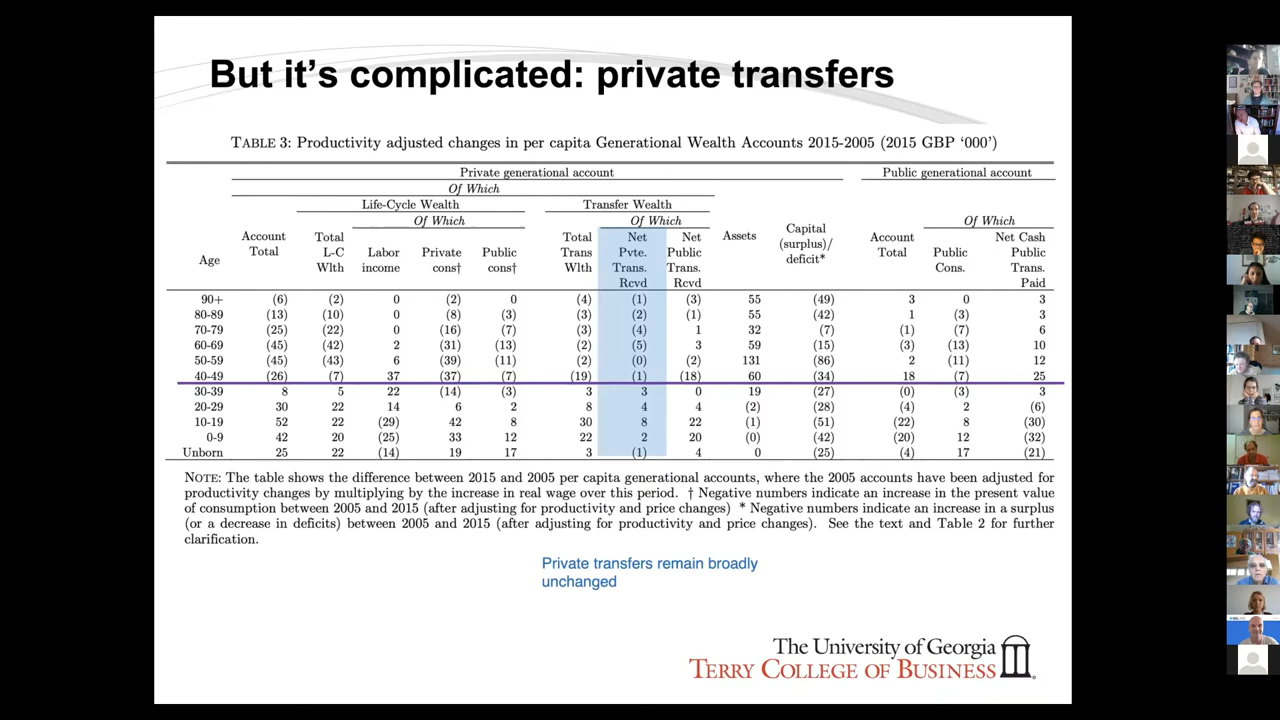 But it's complicated: private transfers
TABLE 3: Productivity adjusted changes in per capita Generational Wealth Accounts 2015-2005 (2015 GBP '000')
Private generational account Public generational account
Of Which
Life-Cycle Wealth Transfer Wealth
Of Which Of Which Of Which
Age Account Total Total L-C Wlth Labor income Private cons† Public cons† Total Trans Wlth Net Pvte. Trans. Rcvd Net Public Trans. Rcvd Assets Capital (surplus)/ deficit* Account Total Public Cons. Net Cash Public Trans. Paid
90+ (6) (2) 0 (2) 0 (4) (1) (3) 55 (49) 3 0 3
80-89 (13) (10) 0 (8) (3) (3) (2) (1) 55 (42) 1 (3) 3
70-79 (25) (22) 0 (16) (7) (3) (4) 1 32 (7) (1) (7) 6
60-69 (45) (42) 0 (31) (13) (2) (5) 3 59 (15) (3) (13) 10
50-59 (45) (43) 6 (39) (11) (2) (0) (2) 131 (86) 2 (11) 12
40-49 (26) (7) 37 (37) (7) (19) (1) (18) 60 (34) 18 (7) 25
30-39 8 5 22 (14) (3) 3 3 0 19 (27) (0) (3) 3
20-29 30 22 14 6 2 8 4 4 (2) (28) (4) 2 (6)
10-19 52 22 (29) 42 8 30 8 22 (1) (51) (22) 8 (30)
0-9 42 20 (25) 33 12 22 2 20 (0) (42) (20) 12 (32)
Unborn 25 22 (14) 19 17 3 (1) 4 0 (25) (4) 17 (21)
NOTE: The table shows the difference between 2015 and 2005 per capita generational accounts, where the 2005 accounts have been adjusted for
productivity changes by multiplying by the increase in real wage over this period. † Negative numbers indicate an increase in the present value
of consumption between 2005 and 2015 (after adjusting for productivity and price changes) * Negative numbers indicate an increase in a surplus
(or a decrease in deficits) between 2005 and 2015 (after adjusting for productivity and price changes). See the text and Table 2 for further
clarification.
Private transfers remain broadly
unchanged
The University of Georgia
TERRY COLLEGE OF BUSINESS